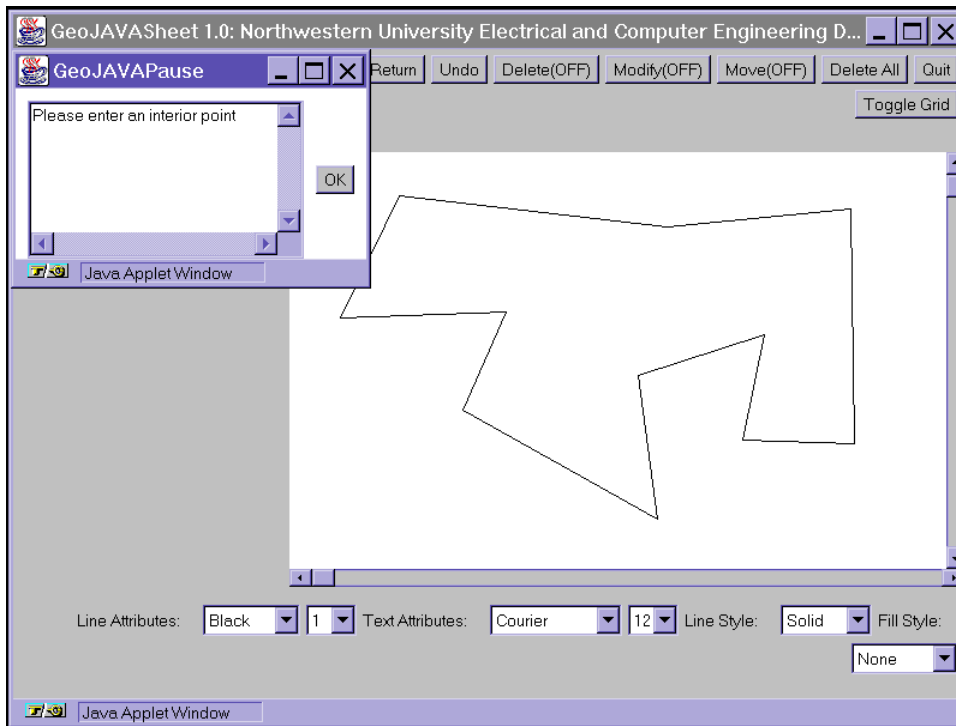 GeoJAVASheet 1.0: Northwestern University Electrical and Computer Engineering D...
GeoJAVAPause
Return Undo Delete(OFF) Modify(OFF) Move(OFF) Delete All Quit
Toggle Grid
Please enter an interior point
OK
Java Applet Window
Line Attributes: Black 1 Text Attributes: Courier 12 Line Style: Solid Fill Style:
None
Java Applet Window